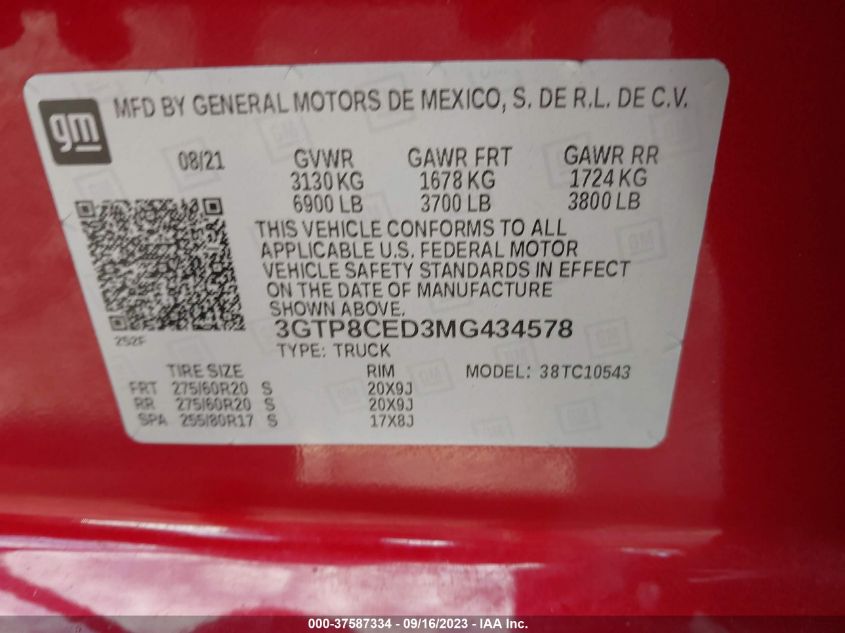 gm
MFD BY GENERAL MOTORS DE MEXICO, S. DE R.L. DE C.V.
08/21 GVWR GAWR FRT GAWR RR
3130 KG 1678 KG 1724 KG
6900 LB 3700 LB 3800 LB
THIS VEHICLE CONFORMS TO ALL
APPLICABLE U.S. FEDERAL MOTOR
VEHICLE SAFETY STANDARDS IN EFFECT
ON THE DATE OF MANUFACTURE
SHOWN ABOVE.
3GTP8CED3MG434578
252F TYPE: TRUCK
TIRE SIZE RIM MODEL: 38TC10543
FRT 275/60R20 S 20X9J
RR 275/60R20 S 20X9J
SPA 255/80R17 S 17X8J
000-37587334 - 09/16/2023 - IAA Inc.